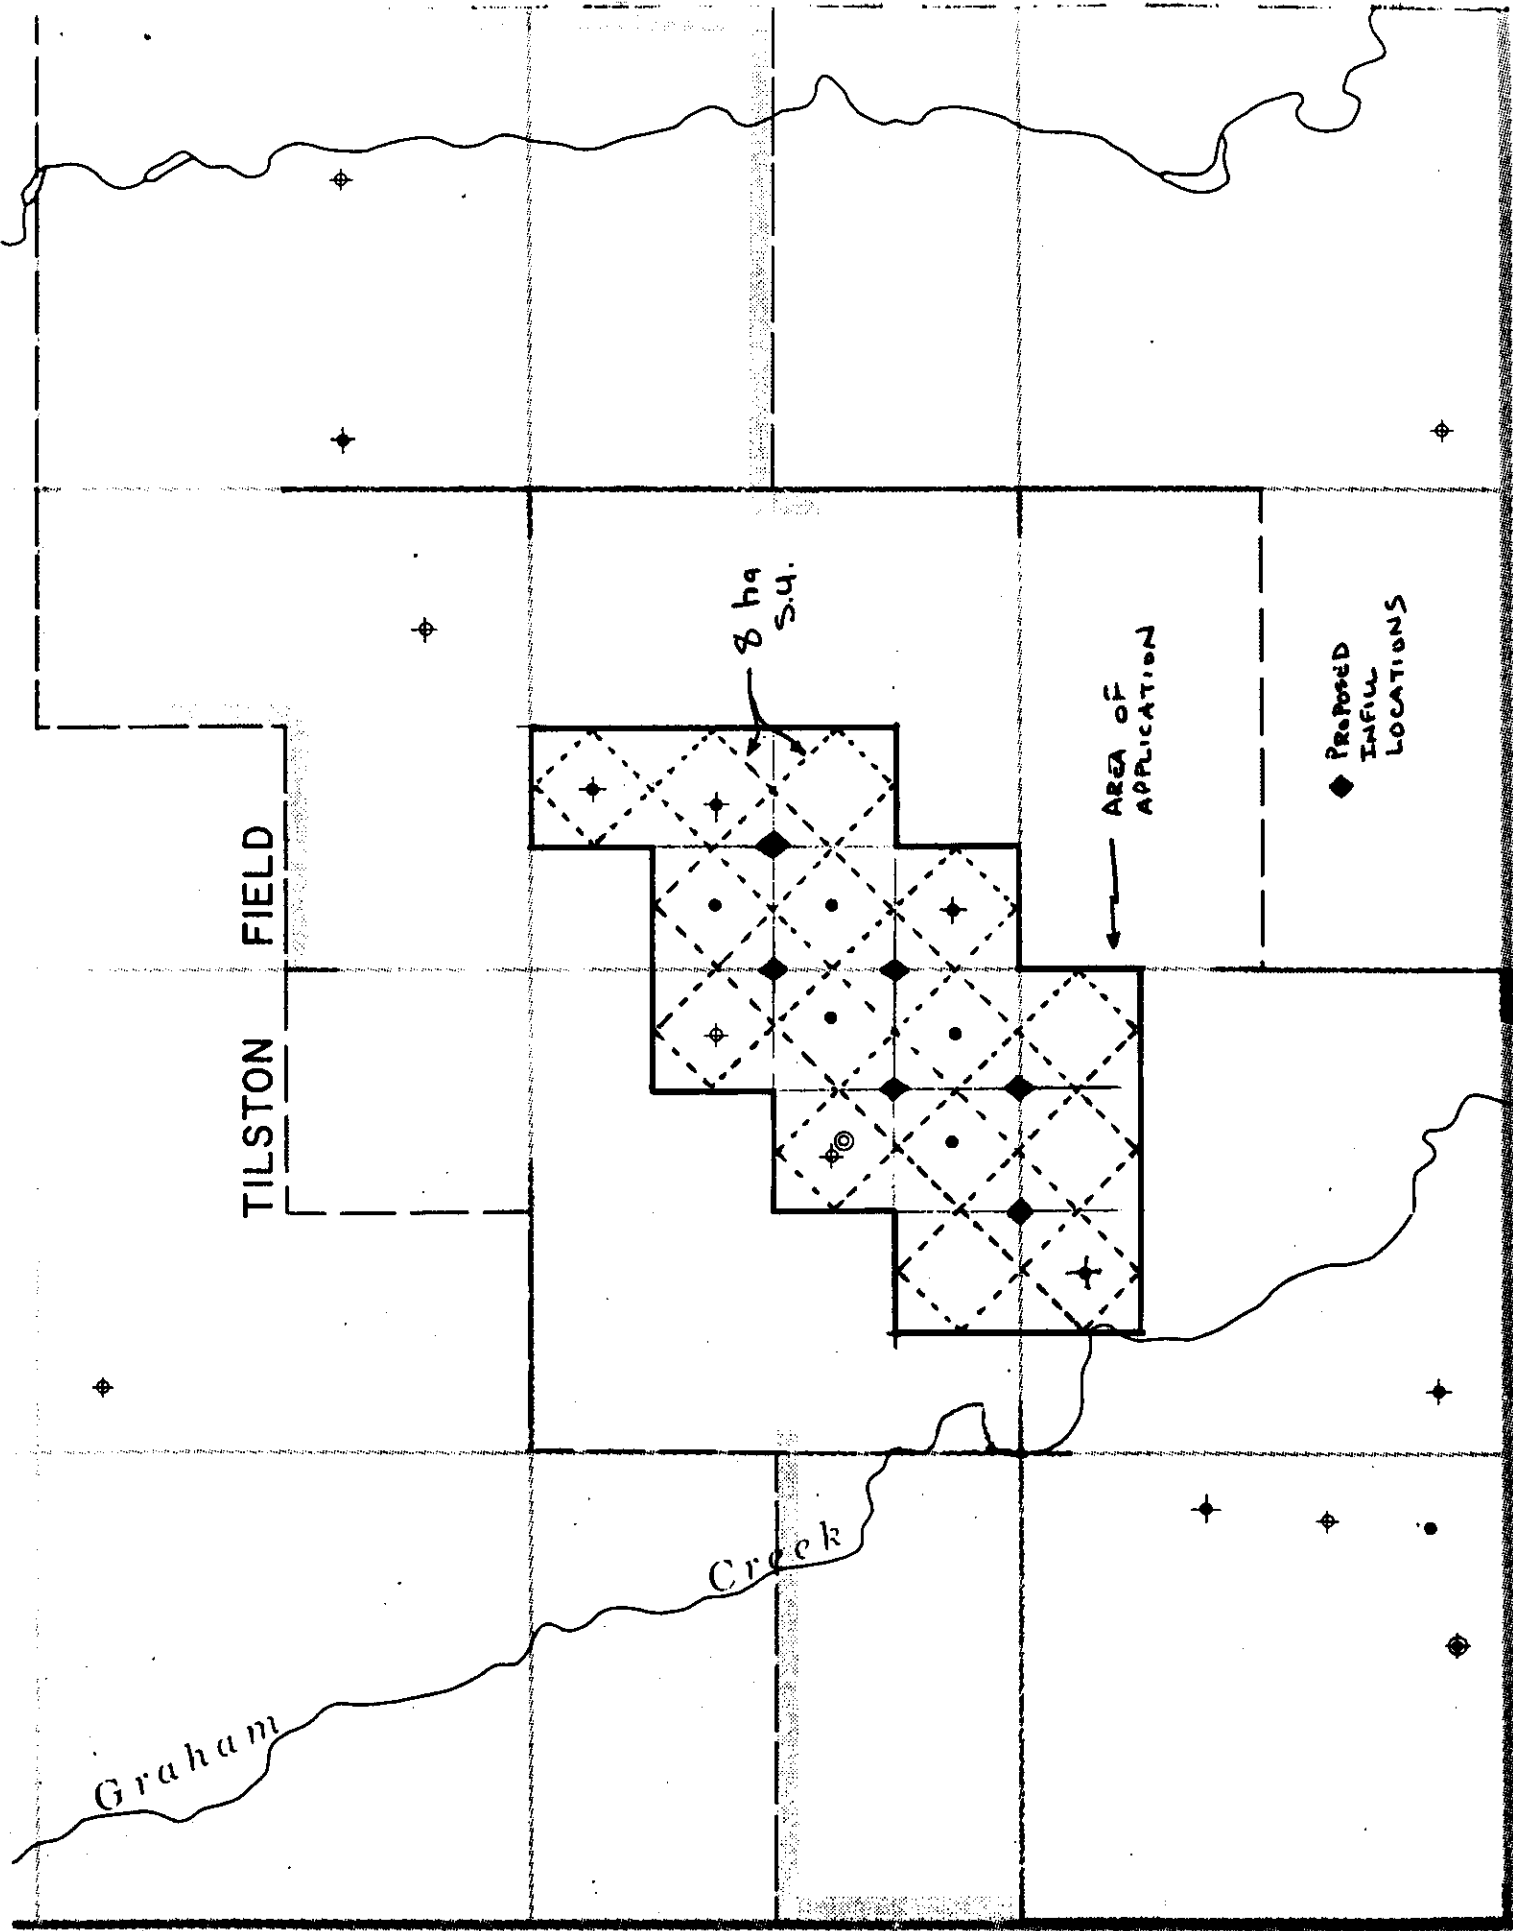 TILSTON FIELD
8 ha
S.U.
AREA OF
APPLICATION
PROPOSED
INFILL
LOCATIONS
Graham Creek